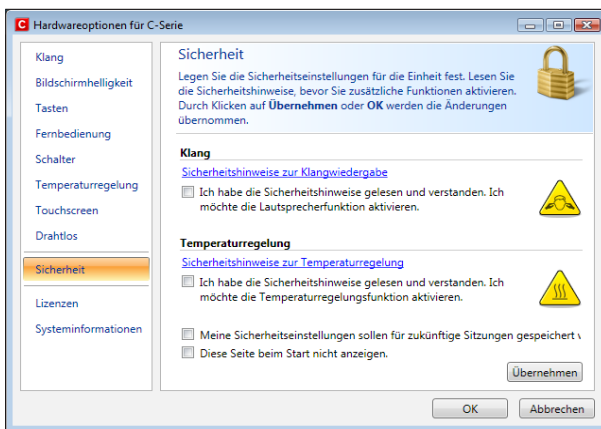 C Hardwareoptionen für C-Serie
Klang
Bildschirmhelligkeit
Tasten
Fernbedienung
Schalter
Temperaturregelung
Touchscreen
Drahtlos
Sicherheit
Lizenzen
Systeminformationen
Sicherheit
Legen Sie die Sicherheitseinstellungen für die Einheit fest. Lesen Sie
die Sicherheitshinweise, bevor Sie zusätzliche Funktionen aktivieren.
Durch Klicken auf Übernehmen oder OK werden die Änderungen
übernommen.
Klang
Sicherheitshinweise zur Klangwiedergabe
Ich habe die Sicherheitshinweise gelesen und verstanden. Ich
möchte die Lautsprecherfunktion aktivieren.
Temperaturregelung
Sicherheitshinweise zur Temperaturregelung
Ich habe die Sicherheitshinweise gelesen und verstanden. Ich
möchte die Temperaturregelungsfunktion aktivieren.
Meine Sicherheitseinstellungen sollen für zukünftige Sitzungen gespeichert
Diese Seite beim Start nicht anzeigen.
Übernehmen
OK
Abbrechen